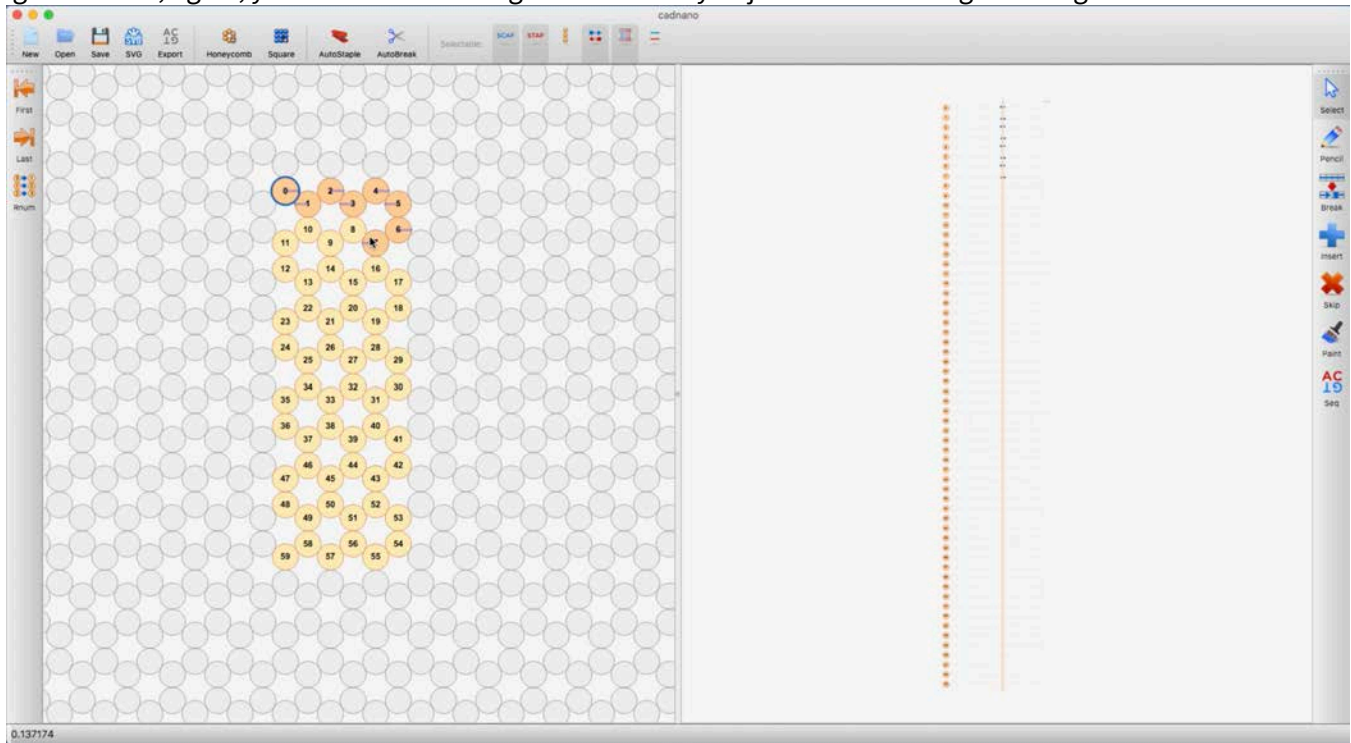 cadnano
SCAF STAP
SVG
AC
TG
New Open Save SVG Export Honeycomb Square AutoStaple AutoBreak Selectable:
First
Last
Rnum
0 2 4
1 3 5
10 8 6
11 9
12 14 16
13 15 17
22 20 18
23 21 19
24 26 28
25 27 29
34 32 30
35 33 31
36 38 40
37 39 41
46 44 42
47 45 43
48 50 52
49 51 53
58 56 54
59 57 55
Select
Pencil
Break
Insert
Skip
Paint
AC
TG
Seq
0.137174